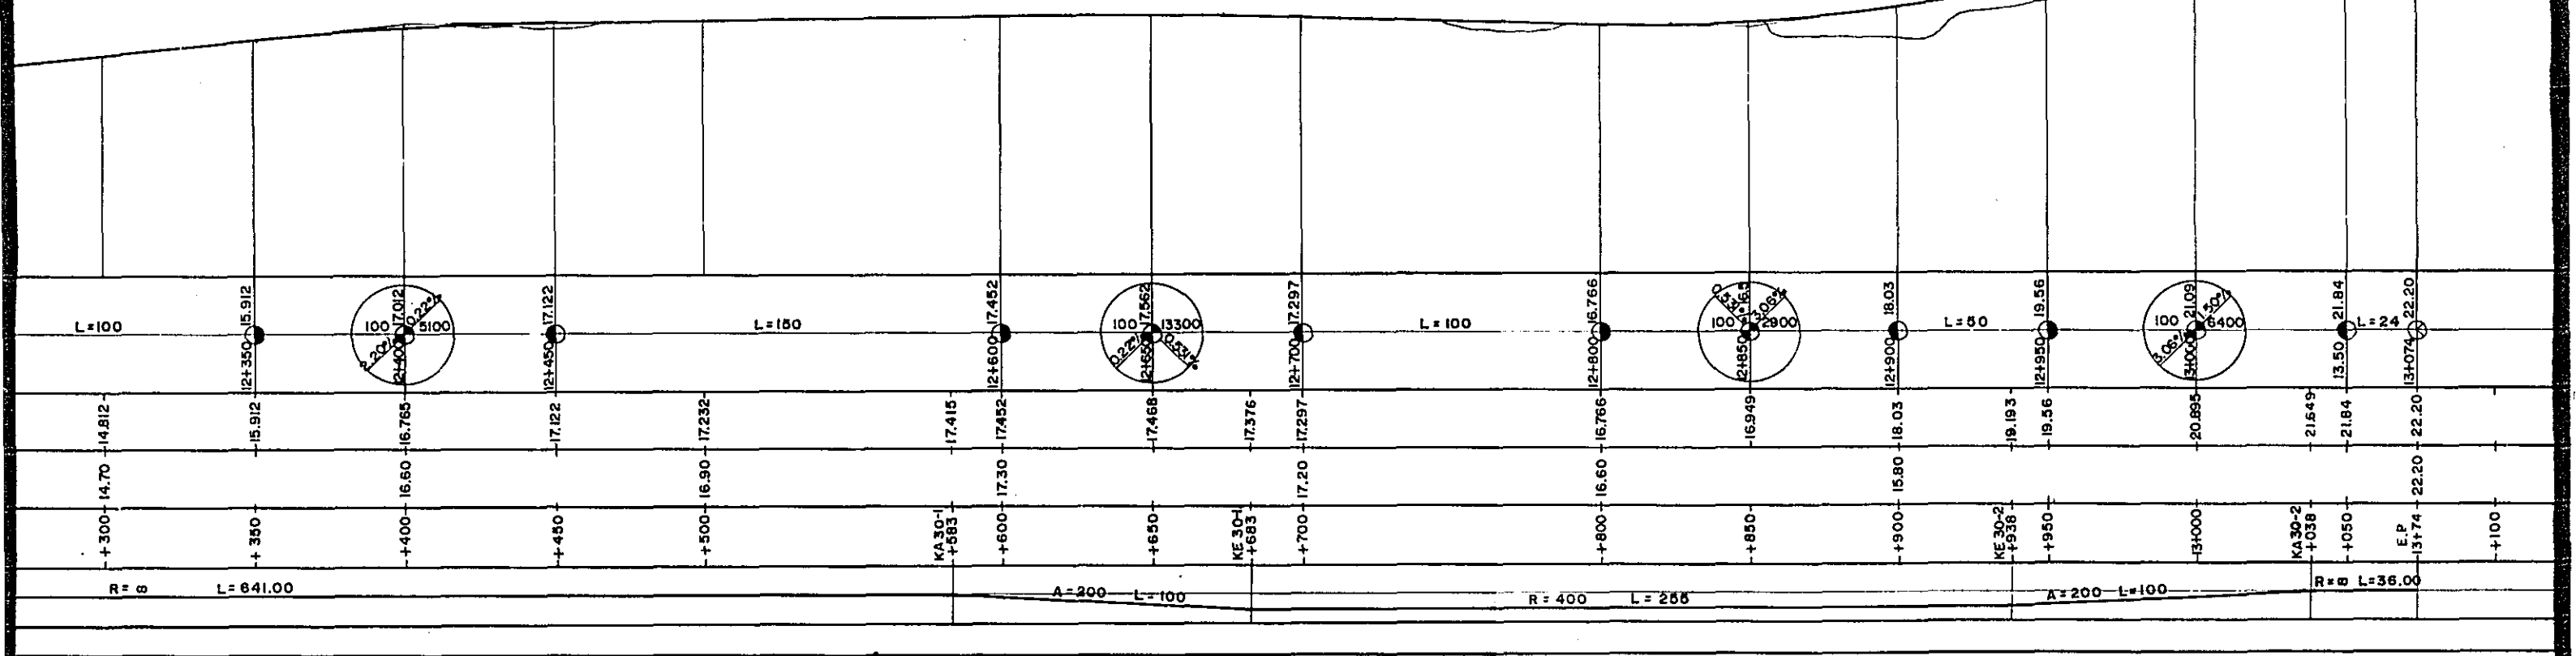 L=100
12+350 15.912
2.20% 100 12+400 17.012 0.22% 5100
12+450 17.122
L=150
12+600 17.452
0.22% 100 12+650 17.562 13300 0.531%
12+700 17.297
L=100
12+800 16.766
100 12+850 3.06% 2900
12+900 18.03
L=50
12+950 19.56
3.06% 100 13+000 21.09 1.50% 6400
13.50 21.84
L=24
13+074 22.20
14.812 15.912 16.765 17.122 17.232 17.415 17.452 17.468 17.376 17.297 16.766 16.949 18.03 19.193 19.56 20.895 21.649 21.84 22.20
14.70 16.60 16.90 17.30 17.20 16.60 15.80 22.20
+300 +350 +400 +450 +500 KA30-1 +583 +600 +650 KE 30-1 +683 +700 +800 +850 +900 KE 30-2 +938 +950 13+000 KA30-2 +038 +050 E.P 13+74 +100
R=∞ L=641.00 A=200 L=100 R=400 L=255 A=200 L=100 R=∞ L=36.00